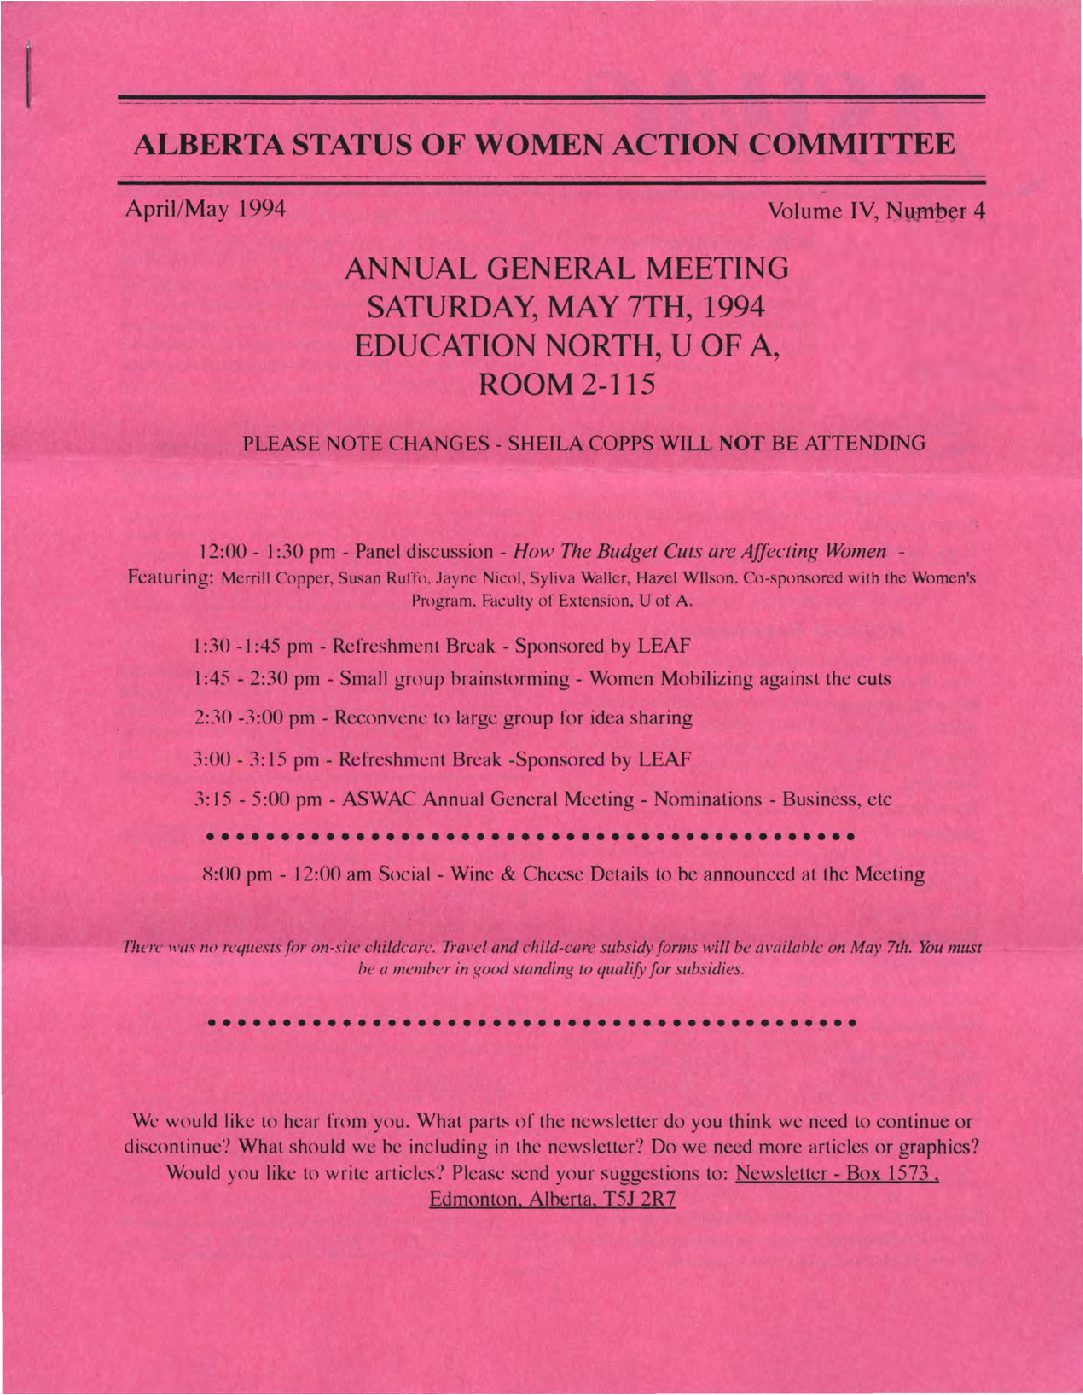 ALBERTA STATUS OF WOMEN ACTION COMMITTEE
April/May 1994 Volume IV, Number 4
ANNUAL GENERAL MEETING
SATURDAY, MAY 7TH, 1994
EDUCATION NORTH, U OF A,
ROOM 2-115
PLEASE NOTE CHANGES - SHEILA COPPS WILL NOT BE ATTENDING
12:00 - 1:30 pm - Panel discussion - How The Budget Cuts are Affecting Women -
Featuring: Merrill Copper, Susan Ruffo, Jayne Nicol, Syliva Waller, Hazel WIlson. Co-sponsored with the Women's
Program, Faculty of Extension, U of A.
1:30 -1:45 pm - Refreshment Break - Sponsored by LEAF
1:45 - 2:30 pm - Small group brainstorming - Women Mobilizing against the cuts
2:30 -3:00 pm - Reconvene to large group for idea sharing
3:00 - 3:15 pm - Refreshment Break -Sponsored by LEAF
3:15 - 5:00 pm - ASWAC Annual General Meeting - Nominations - Business, etc
8:00 pm - 12:00 am Social - Wine & Cheese Details to be announced at the Meeting
There was no requests for on-site childcare. Travel and child-care subsidy forms will be available on May 7th. You must
be a member in good standing to qualify for subsidies.
We would like to hear from you. What parts of the newsletter do you think we need to continue or
discontinue? What should we be including in the newsletter? Do we need more articles or graphics?
Would you like to write articles? Please send your suggestions to: Newsletter - Box 1573 ,
Edmonton, Alberta, T5J 2R7